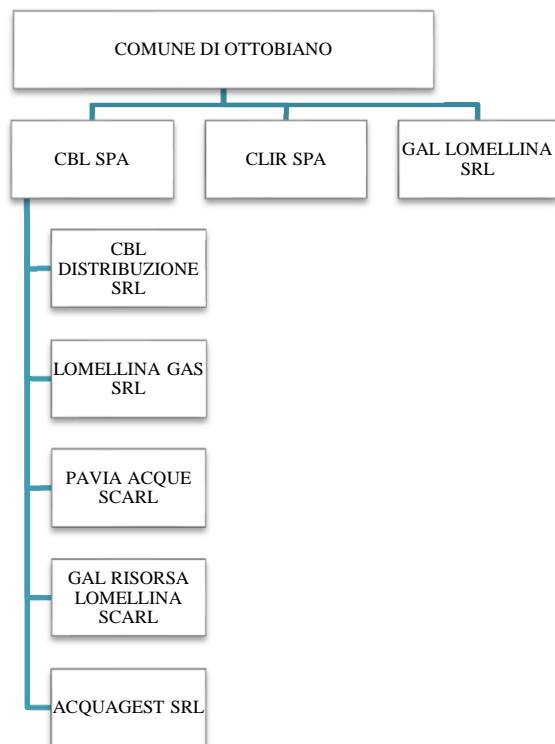 COMUNE DI OTTOBIANO
CBL SPA
CLIR SPA
GAL LOMELLINA
SRL
CBL
DISTRIBUZIONE
SRL
LOMELLINA GAS
SRL
PAVIA ACQUE
SCARL
GAL RISORSA
LOMELLINA
SCARL
ACQUAGEST SRL